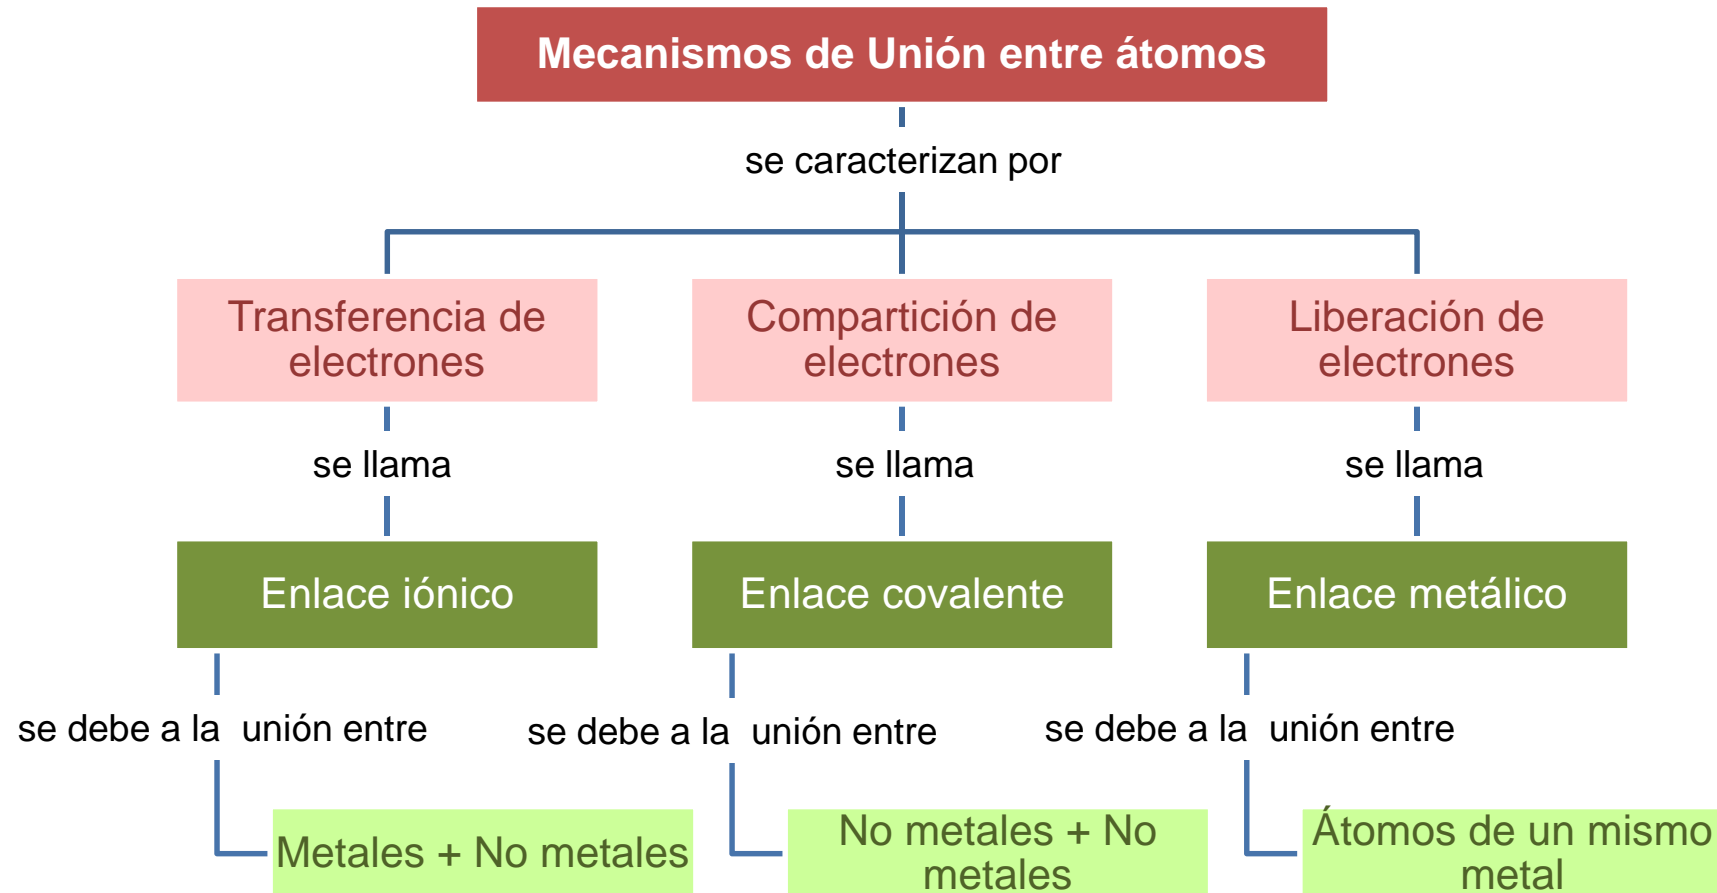 Mecanismos de Unión entre átomos
se caracterizan por
Transferencia de
electrones
Compartición de
electrones
Liberación de
electrones
se llama
se llama
se llama
Enlace iónico
Enlace covalente
Enlace metálico
se debe a la  unión entre
se debe a la  unión entre
se debe a la  unión entre
Metales + No metales
No metales + No
metales
Átomos de un mismo
metal